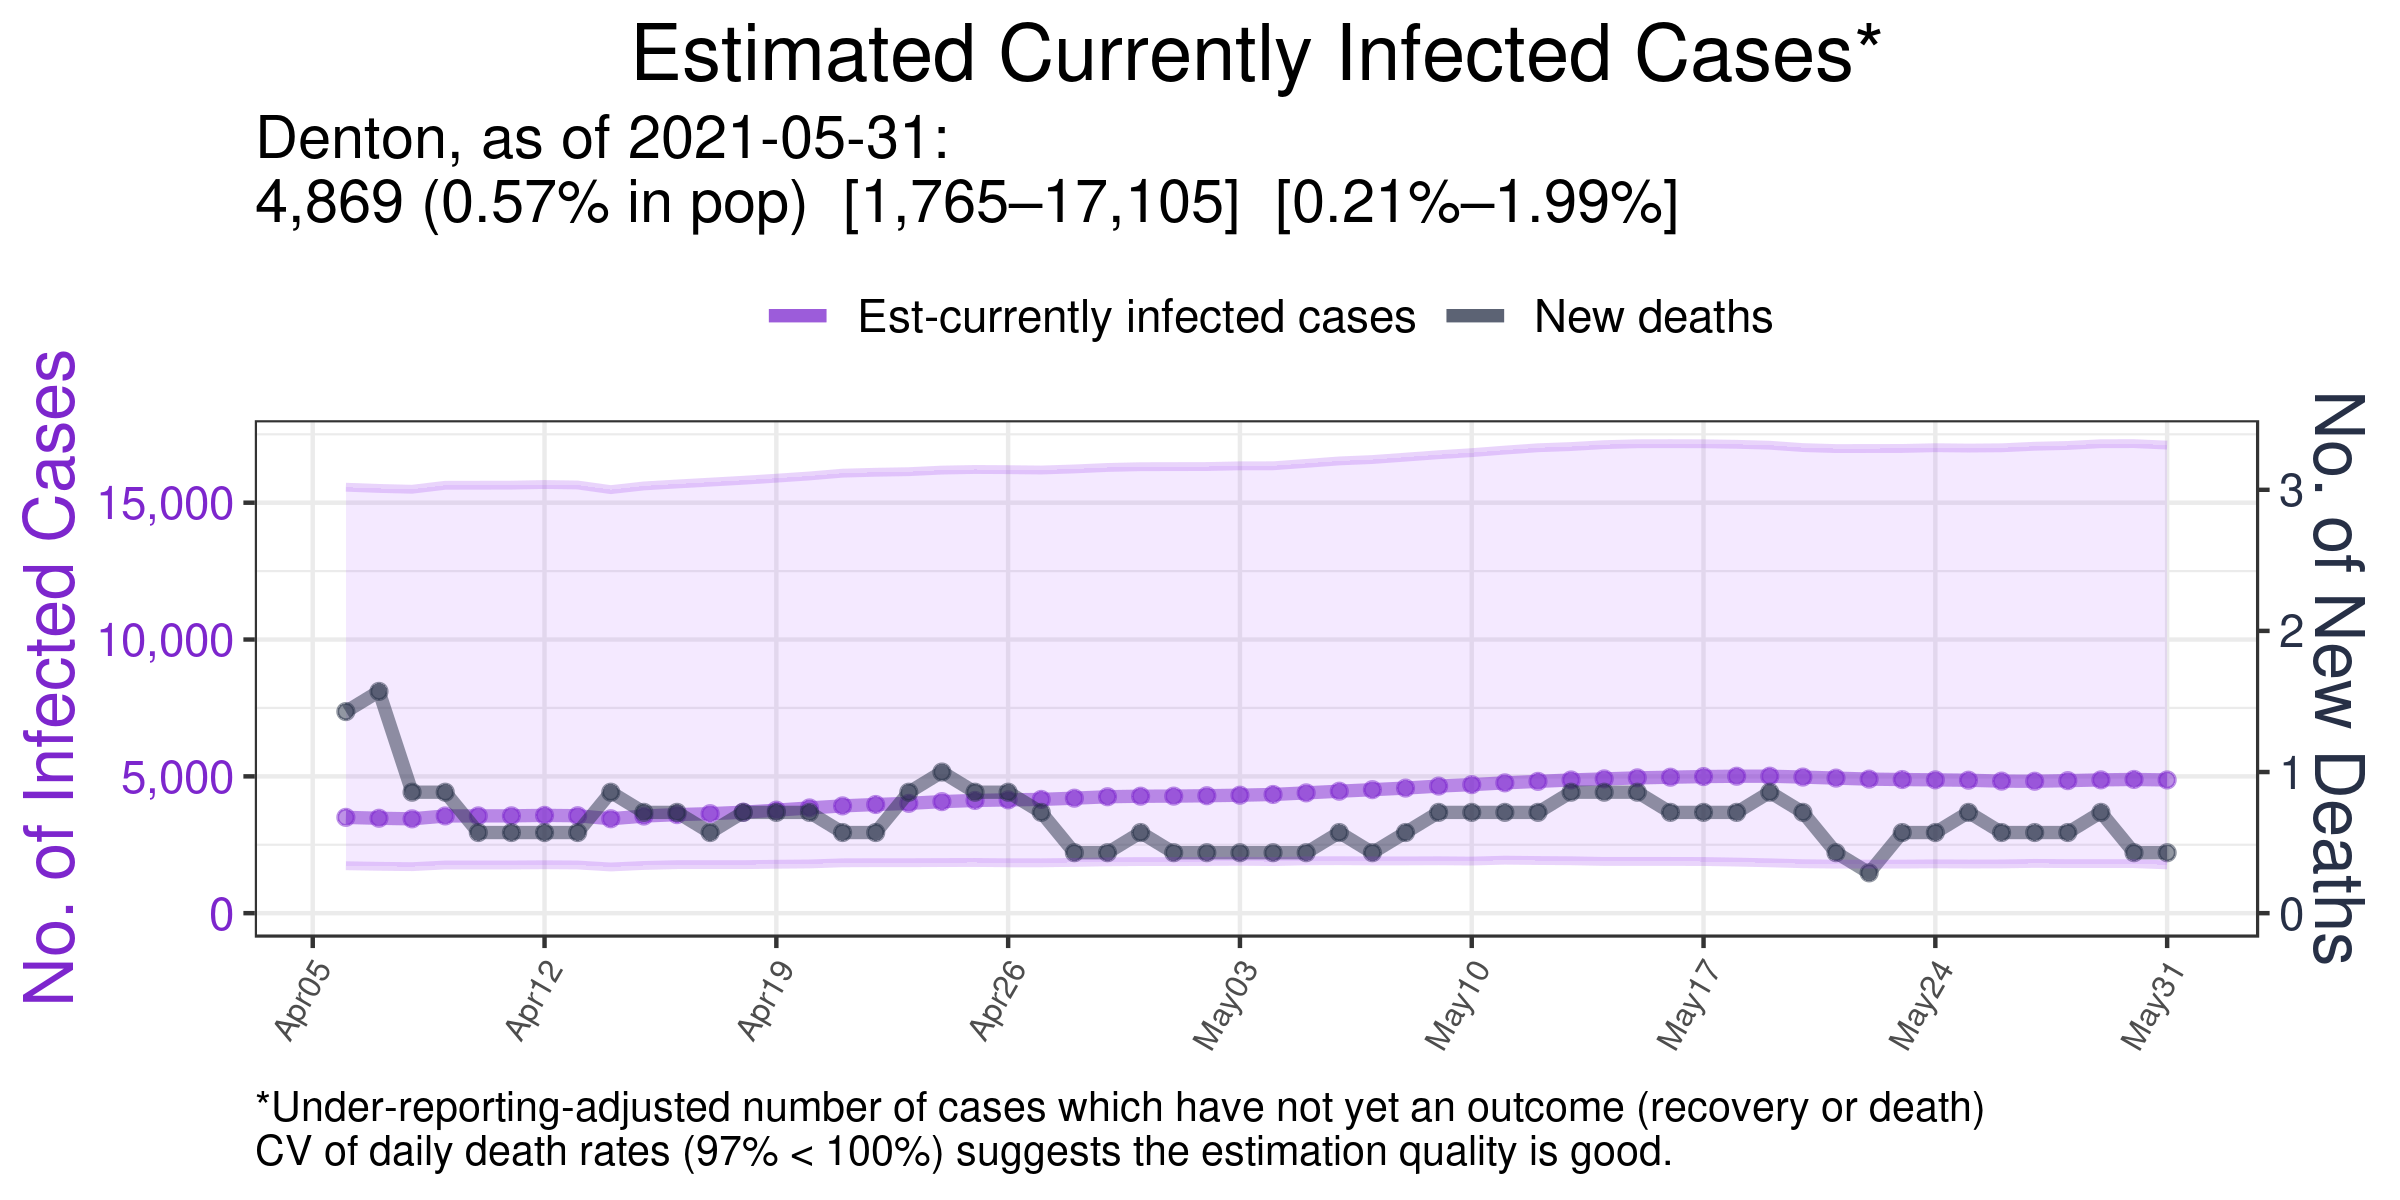 Estimated Currently Infected Cases*
Denton, as of 2021-05-31:
4,869 (0.57% in pop)  [1,765–17,105]  [0.21%–1.99%]
Est-currently infected cases
New deaths
No. of Infected Cases
15,000
10,000
5,000
0
3
2
1
0
No. of New Deaths
Apr05
Apr12
Apr19
Apr26
May03
May10
May17
May24
May31
*Under-reporting-adjusted number of cases which have not yet an outcome (recovery or death)
CV of daily death rates (97% < 100%) suggests the estimation quality is good.